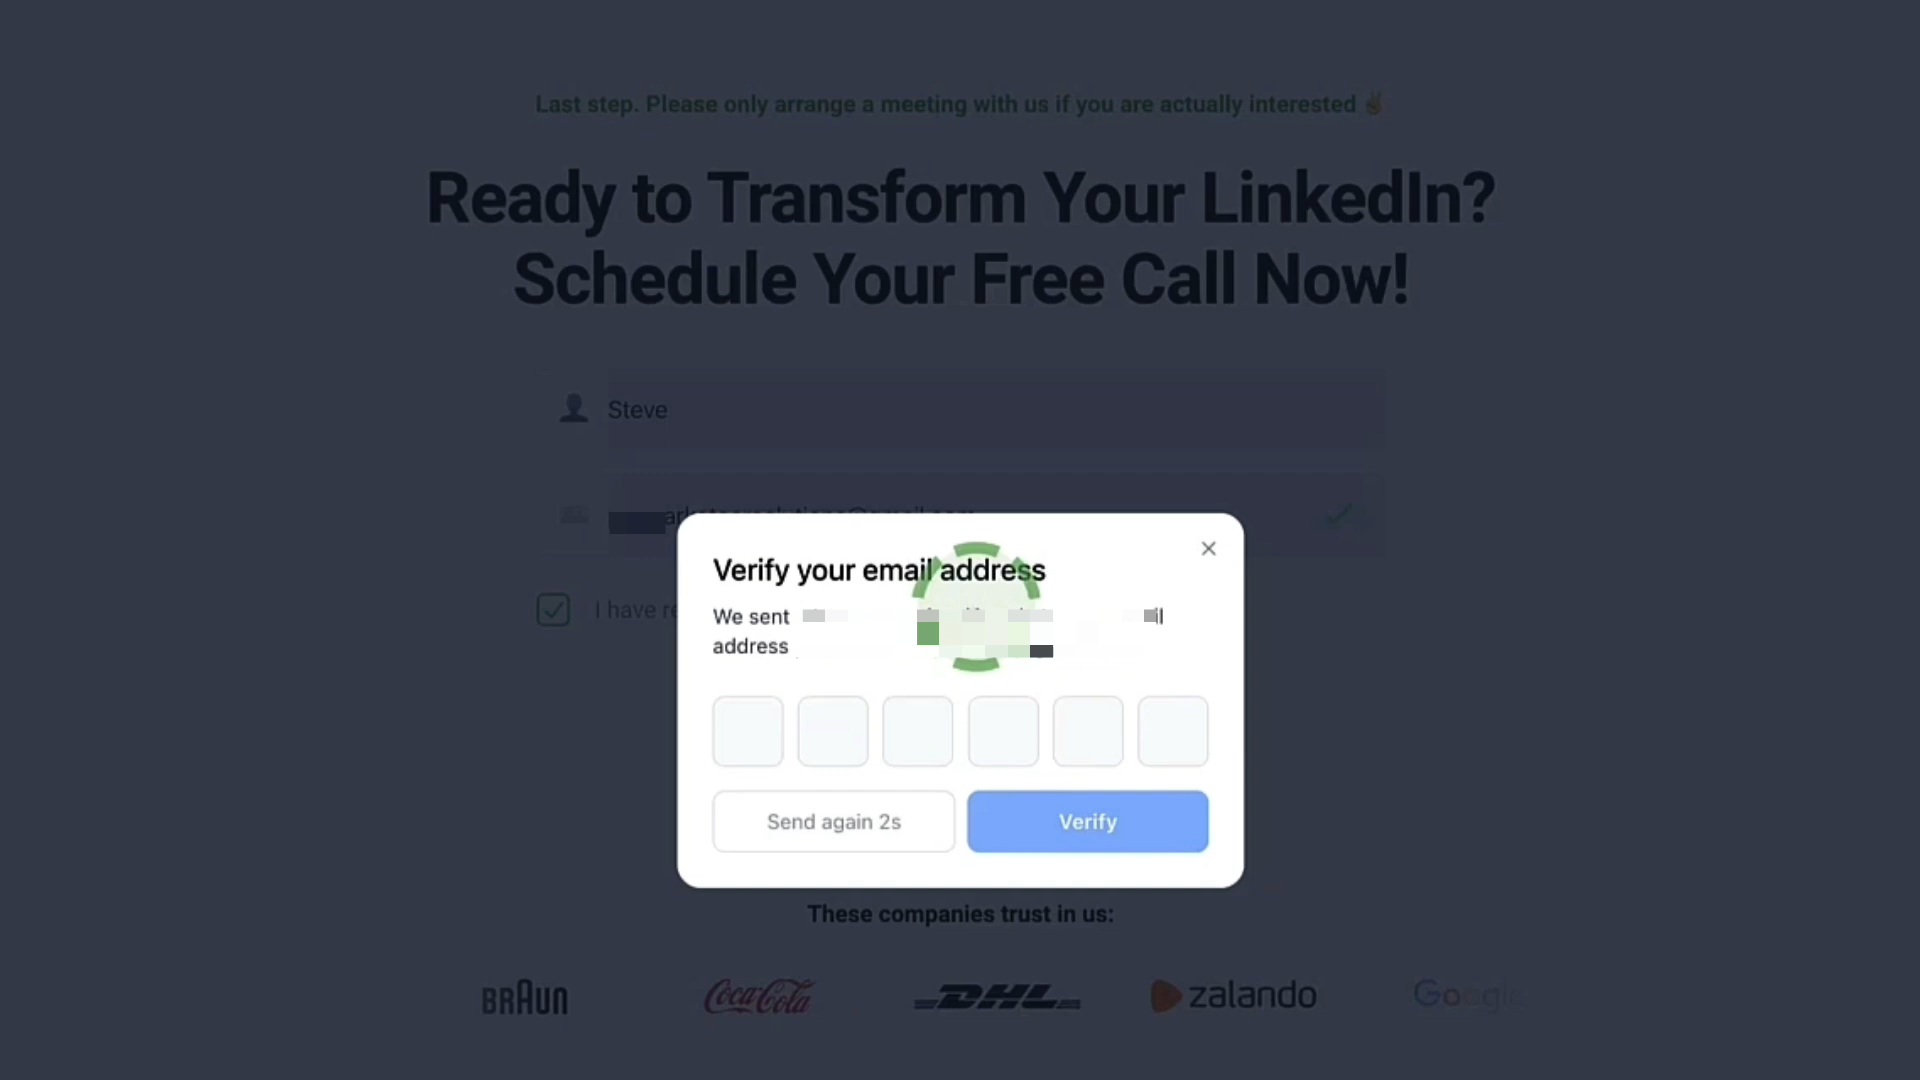 Last step. Please only arrange a meeting with us if you are actually interested ✌
Ready to Transform Your LinkedIn?
Schedule Your Free Call Now!
Steve
I have
Verify your email address
We sent
address
Send again 2s
Verify
These companies trust in us:
BRAUN
Coca-Cola
DHL
zalando
Google